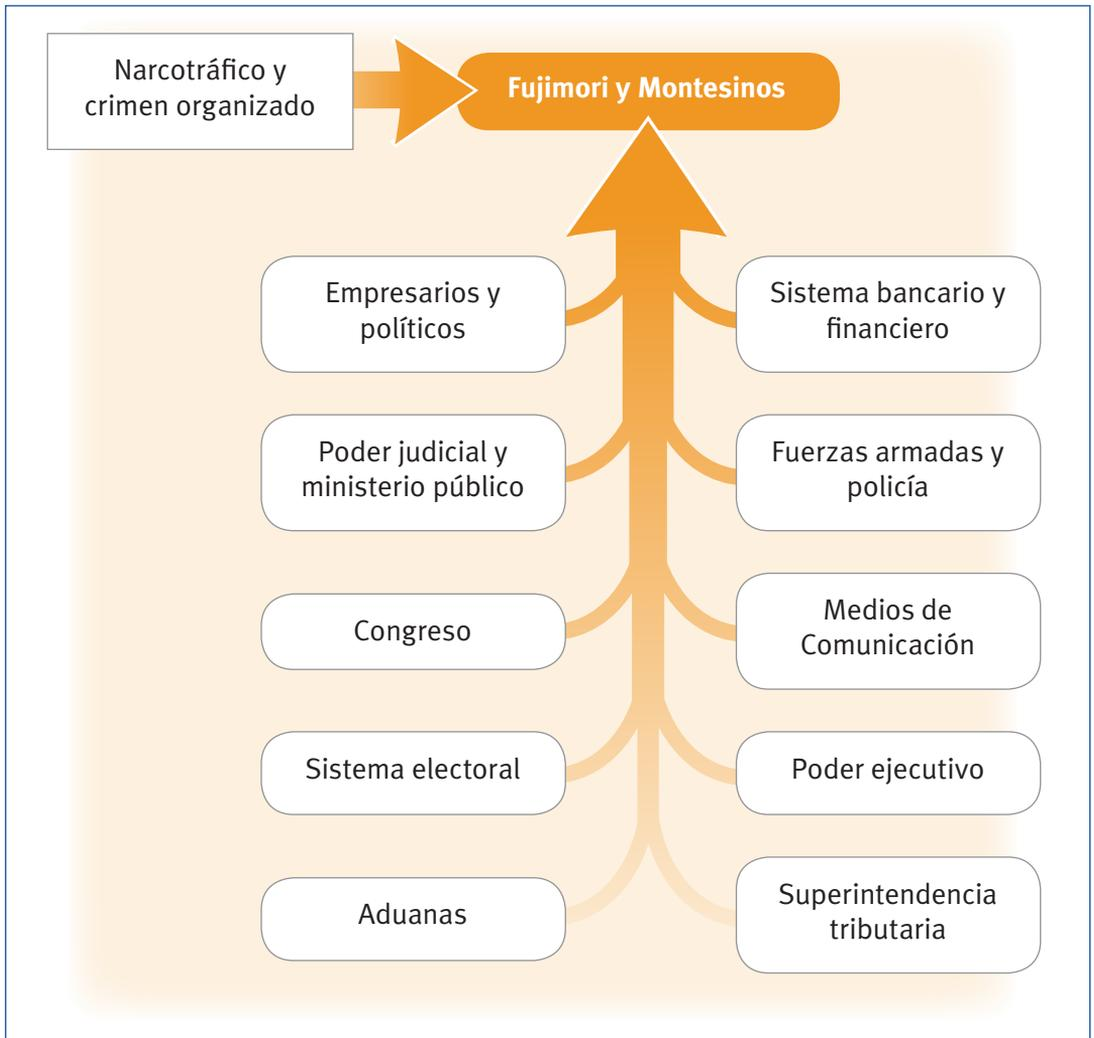 Narcotráfico y
crimen organizado
Fujimori y Montesinos
Empresarios y
políticos
Sistema bancario y
financiero
Poder judicial y
ministerio público
Fuerzas armadas y
policía
Congreso
Medios de
Comunicación
Sistema electoral
Poder ejecutivo
Aduanas
Superintendencia
tributaria